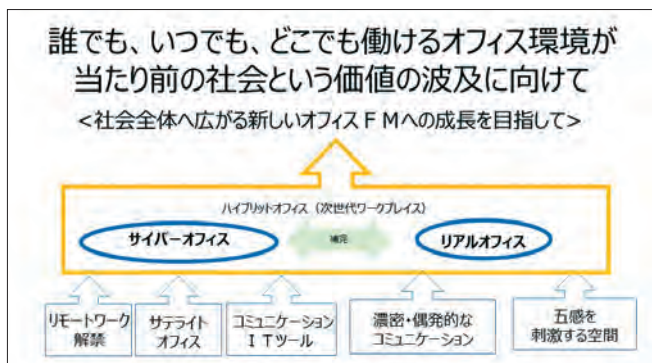 誰でも、いつでも、どこでも働けるオフィス環境が
当たり前の社会という価値の波及に向けて
<社会全体へ広がる新しいオフィスＦＭへの成長を目指して>
ハイブリットオフィス（次世代ワークプレイス）
サイバーオフィス
補完
リアルオフィス
リモートワーク
解禁
サテライト
オフィス
コミュニケーション
ＩＴツール
濃密・偶発的な
コミュニケーション
五感を
刺激する空間